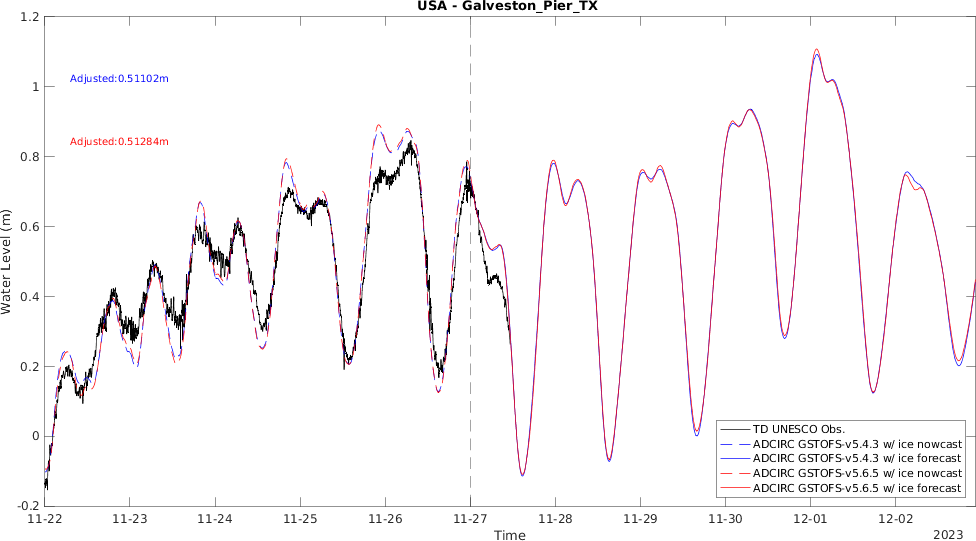 USA - Galveston_Pier_TX
1.2
1
0.8
0.6
0.4
0.2
0
-0.2
Water Level (m)
Adjusted:0.51102m
Adjusted:0.51284m
TD UNESCO Obs.
ADCIRC GSTOFS-v5.4.3 w/ ice nowcast
ADCIRC GSTOFS-v5.4.3 w/ ice forecast
ADCIRC GSTOFS-v5.6.5 w/ ice nowcast
ADCIRC GSTOFS-v5.6.5 w/ ice forecast
11-22 11-23 11-24 11-25 11-26 11-27 11-28 11-29 11-30 12-01 12-02
Time
2023